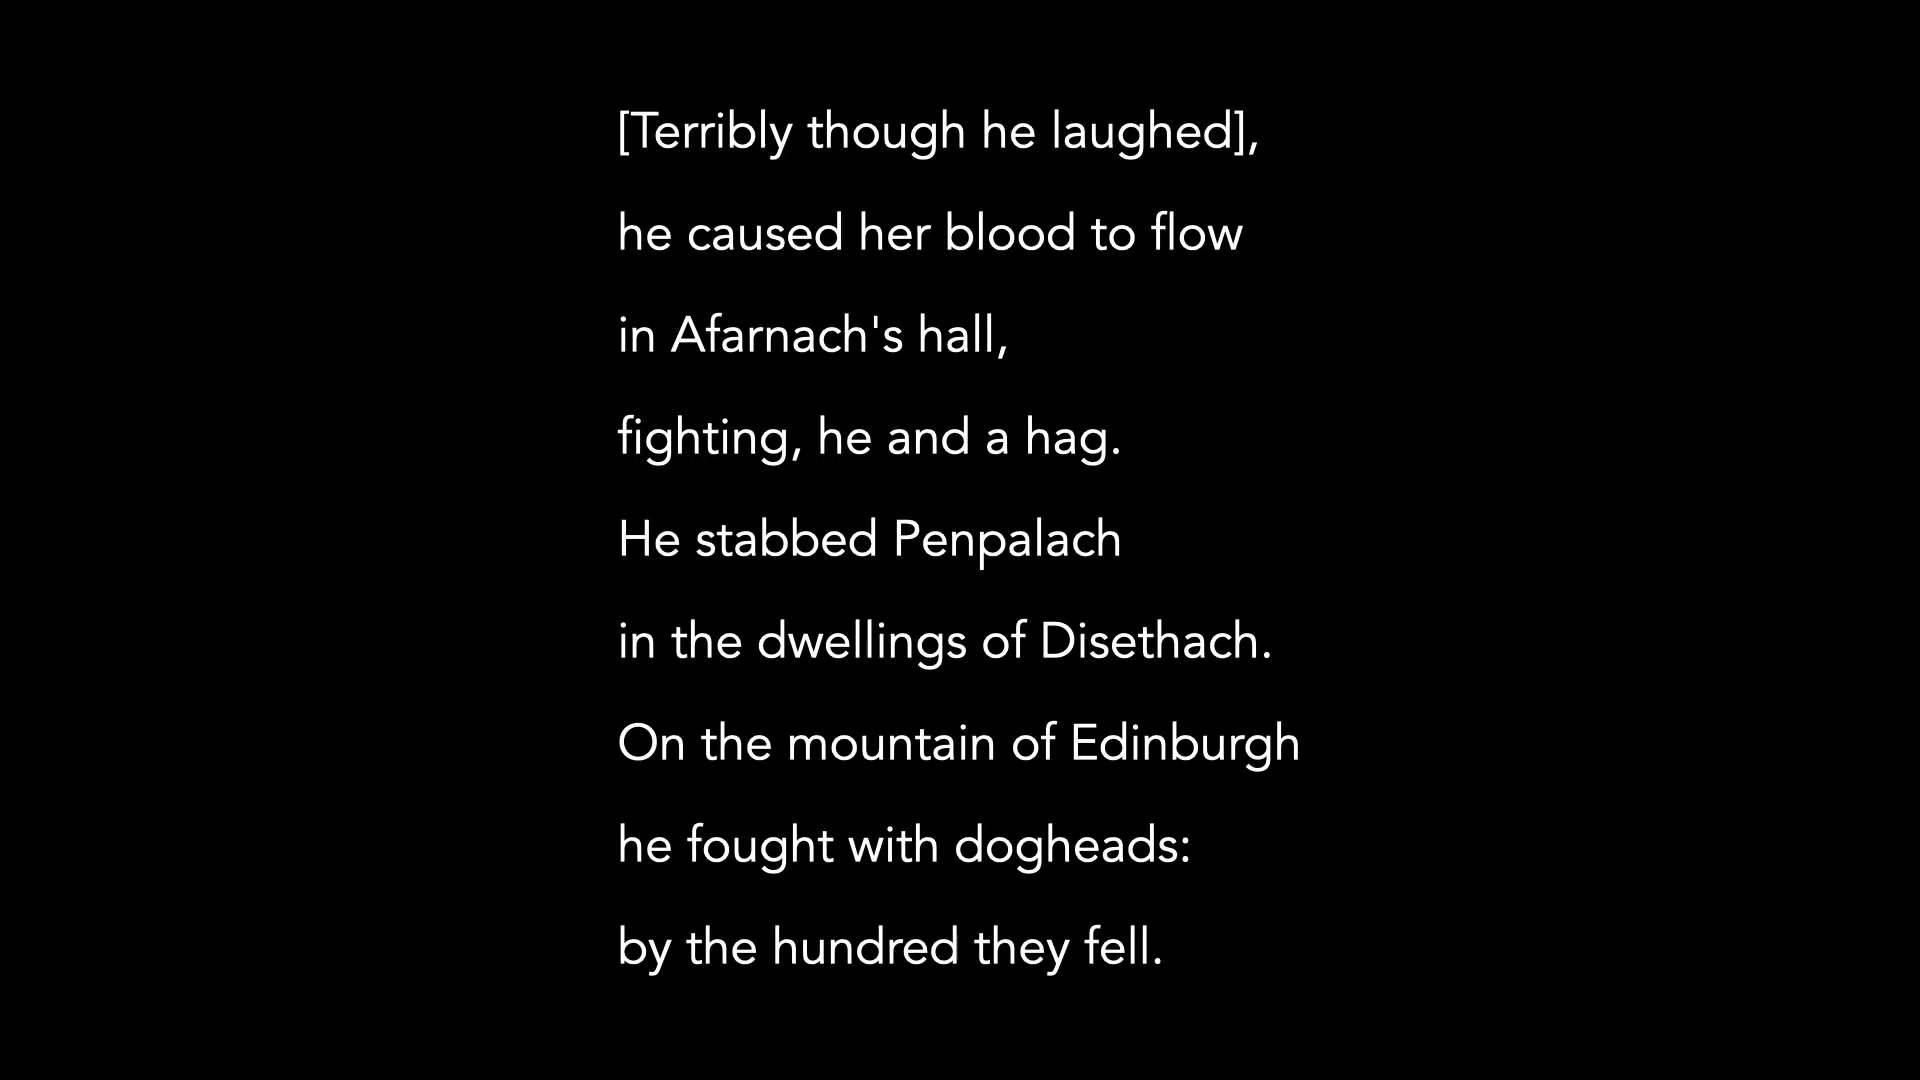 [Terribly though he laughed],
he caused her blood to flow
in Afarnach's hall,
fighting, he and a hag.
He stabbed Penpalach
in the dwellings of Disethach.
On the mountain of Edinburgh
he fought with dogheads:
by the hundred they fell.